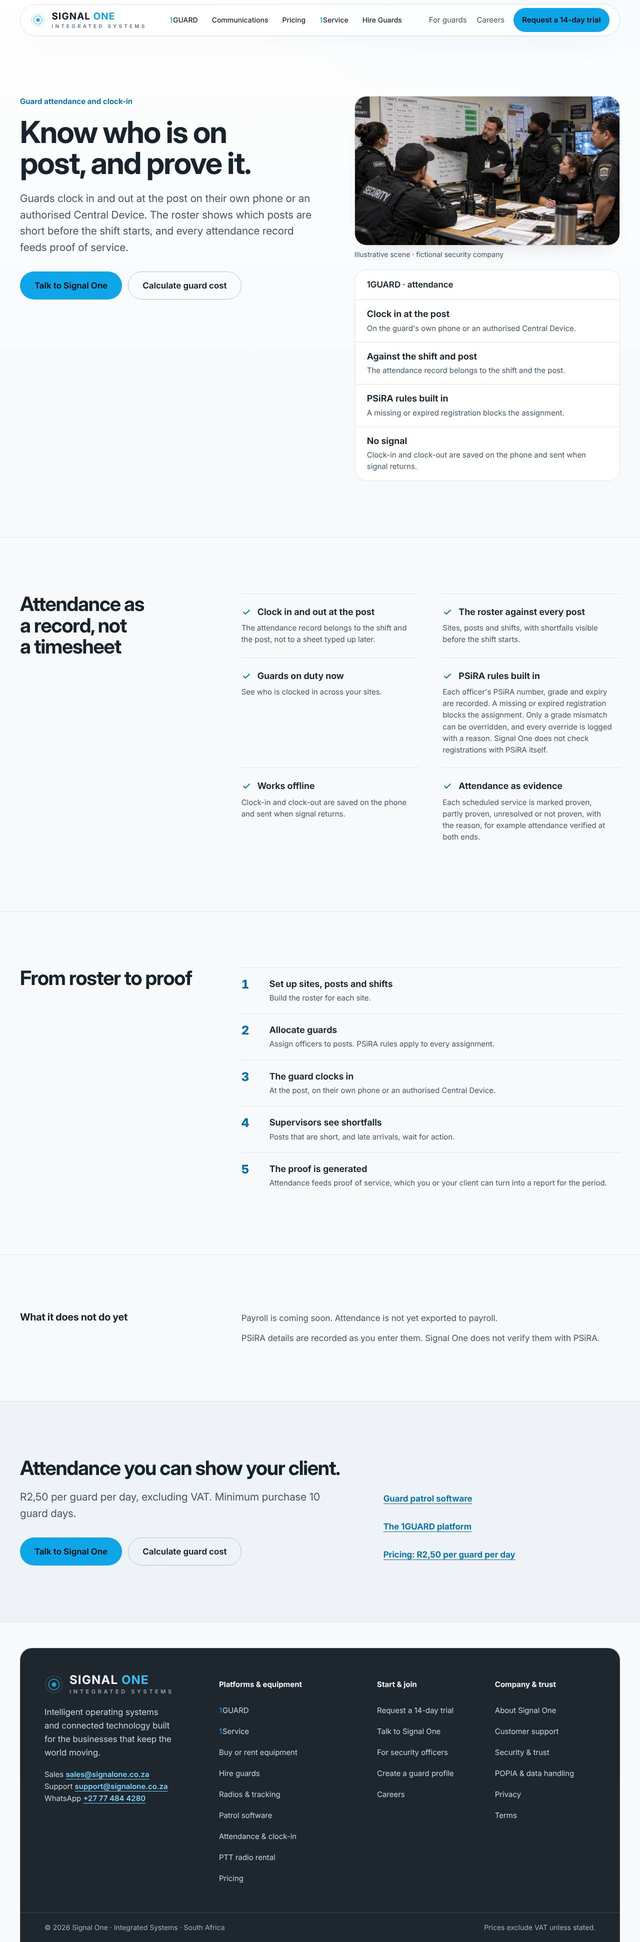 SIGNAL ONE
INTEGRATED SYSTEMS
1GUARD
Communications
Pricing
1Service
Hire Guards
For guards
Careers
Request a 14-day trial
Guard attendance and clock-in
Know who is on
post, and prove it.
Guards clock in and out at the post on their own phone or an
authorised Central Device. The roster shows which posts are
short before the shift starts, and every attendance record
feeds proof of service.
Talk to Signal One
Calculate guard cost
SECURITY
Illustrative scene · fictional security company
1GUARD · attendance
Clock in at the post
On the guard's own phone or an authorised Central Device.
Against the shift and post
The attendance record belongs to the shift and the post.
PSiRA rules built in
A missing or expired registration blocks the assignment.
No signal
Clock-in and clock-out are saved on the phone and sent when
signal returns.
Attendance as
a record, not
a timesheet
Clock in and out at the post
The attendance record belongs to the shift and
the post, not to a sheet typed up later.
The roster against every post
Sites, posts and shifts, with shortfalls visible
before the shift starts.
Guards on duty now
See who is clocked in across your sites.
PSiRA rules built in
Each officer's PSiRA number, grade and expiry
are recorded. A missing or expired registration
blocks the assignment. Only a grade mismatch
can be overridden, and every override is logged
with a reason. Signal One does not check
registrations with PSiRA itself.
Works offline
Clock-in and clock-out are saved on the phone
and sent when signal returns.
Attendance as evidence
Each scheduled service is marked proven,
partly proven, unresolved or not proven, with
the reason, for example attendance verified at
both ends.
From roster to proof
1
Set up sites, posts and shifts
Build the roster for each site.
2
Allocate guards
Assign officers to posts. PSiRA rules apply to every assignment.
3
The guard clocks in
At the post, on their own phone or an authorised Central Device.
4
Supervisors see shortfalls
Posts that are short, and late arrivals, wait for action.
5
The proof is generated
Attendance feeds proof of service, which you or your client can turn into a report for the period.
What it does not do yet
Payroll is coming soon. Attendance is not yet exported to payroll.
PSiRA details are recorded as you enter them. Signal One does not verify them with PSiRA.
Attendance you can show your client.
R2,50 per guard per day, excluding VAT. Minimum purchase 10
guard days.
Talk to Signal One
Calculate guard cost
Guard patrol software
The 1GUARD platform
Pricing: R2,50 per guard per day
SIGNAL ONE
INTEGRATED SYSTEMS
Intelligent operating systems
and connected technology built
for the businesses that keep the
world moving.
Sales sales@signalone.co.za
Support support@signalone.co.za
WhatsApp +27 77 484 4280
Platforms & equipment
1GUARD
1Service
Buy or rent equipment
Hire guards
Radios & tracking
Patrol software
Attendance & clock-in
PTT radio rental
Pricing
Start & join
Request a 14-day trial
Talk to Signal One
For security officers
Create a guard profile
Careers
Company & trust
About Signal One
Customer support
Security & trust
POPIA & data handling
Privacy
Terms
© 2026 Signal One · Integrated Systems · South Africa
Prices exclude VAT unless stated.